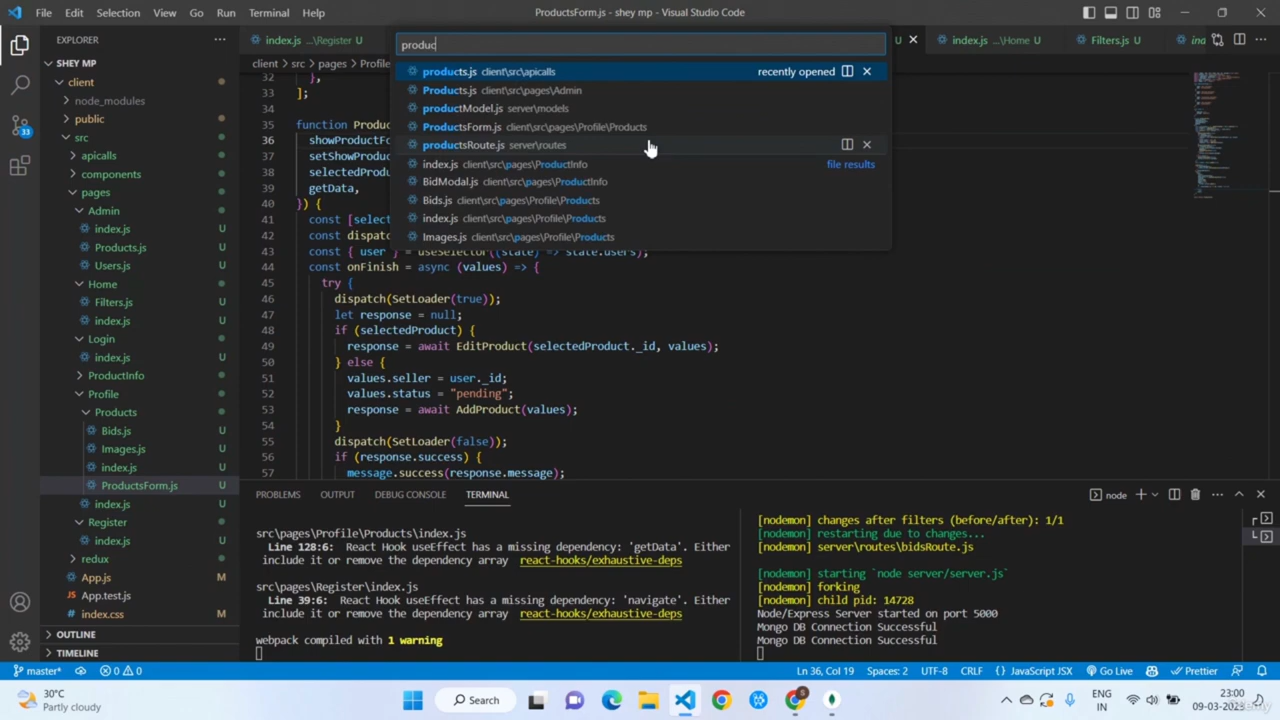 File Edit Selection View Go Run Terminal Help
ProductsForm.js - shey mp - Visual Studio Code
EXPLORER
index.js ...\Register U
U
index.js ...\Home U
Filters.js U
produc
SHEY MP
client
node_modules
public
src
apicalls
components
pages
Admin
index.js U
Products.js U
Users.js U
Home
Filters.js U
index.js U
Login
index.js U
ProductInfo
Profile
Products
Bids.js U
Images.js U
index.js U
ProductsForm.js U
index.js U
Register
index.js U
redux
App.js M
App.test.js
index.css M
OUTLINE
TIMELINE
client > src > pages > Profile
products.js client\src\apicalls recently opened
Products.js client\src\pages\Admin
productModel.js server\models
ProductsForm.js client\src\pages\Profile\Products
productsRoute.js server\routes
index.js client\src\pages\ProductInfo file results
BidModal.js client\src\pages\ProductInfo
Bids.js client\src\pages\Profile\Products
index.js client\src\pages\Profile\Products
Images.js client\src\pages\Profile\Products
32 },
33 ];
34
35 function Produc
36 showProductFo
37 setShowProduc
38 selectedProdu
39 getData,
40 }) {
41 const [selec
42 const dispat
43 const { user } = useSelector((state) => state.users);
44 const onFinish = async (values) => {
45 try {
46 dispatch(SetLoader(true));
47 let response = null;
48 if (selectedProduct) {
49 response = await EditProduct(selectedProduct._id, values);
50 } else {
51 values.seller = user._id;
52 values.status = "pending";
53 response = await AddProduct(values);
54 }
55 dispatch(SetLoader(false));
56 if (response.success) {
57 message.success(response.message);
PROBLEMS OUTPUT DEBUG CONSOLE TERMINAL
node
src\pages\Profile\Products\index.js
Line 128:6: React Hook useEffect has a missing dependency: 'getData'. Either
include it or remove the dependency array react-hooks/exhaustive-deps
src\pages\Register\index.js
Line 39:6: React Hook useEffect has a missing dependency: 'navigate'. Either
include it or remove the dependency array react-hooks/exhaustive-deps
webpack compiled with 1 warning
[nodemon] changes after filters (before/after): 1/1
[nodemon] restarting due to changes...
[nodemon] server\routes\bidsRoute.js
[nodemon] starting `node server/server.js`
[nodemon] forking
[nodemon] child pid: 14728
Node/Express Server started on port 5000
Mongo DB Connection Successful
Mongo DB Connection Successful
33
master* 0 0
Ln 36, Col 19 Spaces: 2 UTF-8 CRLF JavaScript JSX Go Live Prettier
30°C
Partly cloudy
Search
ENG
IN
23:00
09-03-2023